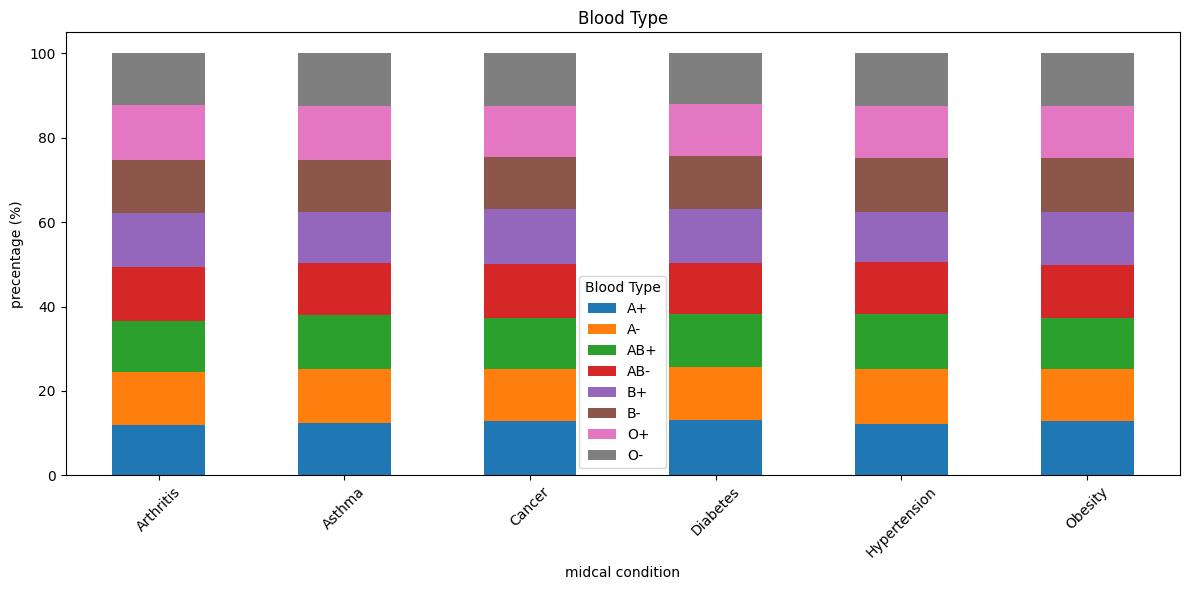 Blood Type
precentage (%)
100
80
60
40
20
0
Blood Type
A+
A-
AB+
AB-
B+
B-
O+
O-
Arthritis
Asthma
Cancer
Diabetes
Hypertension
Obesity
midcal condition